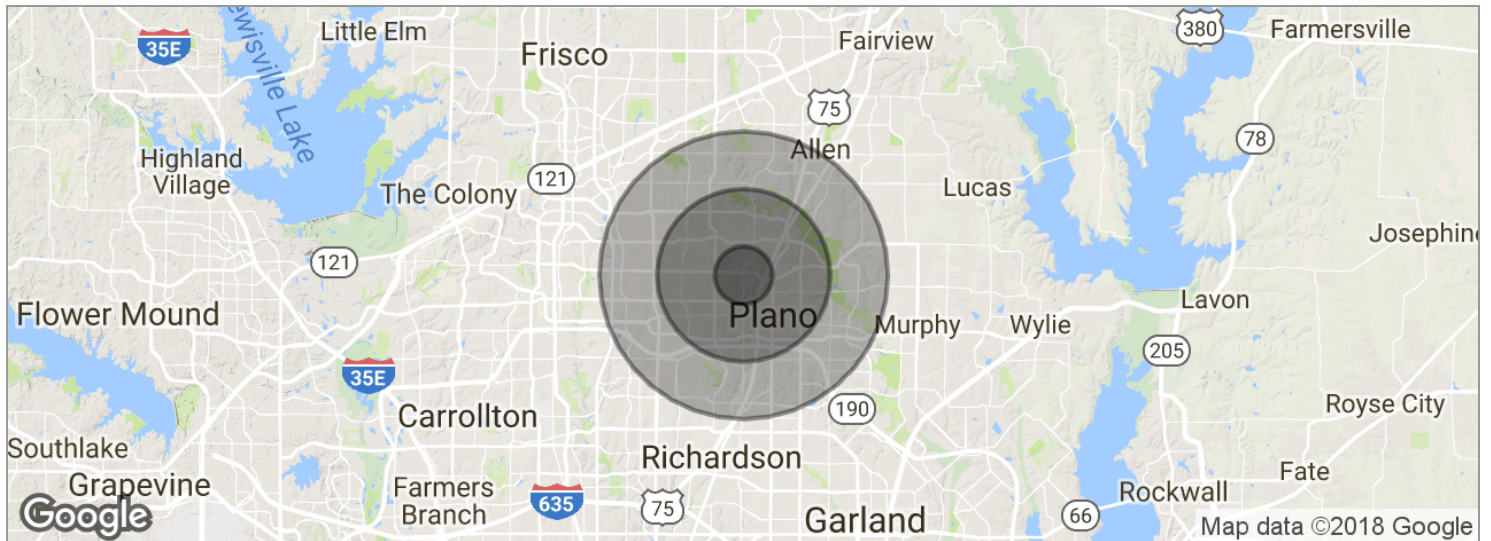 Little Elm
Frisco
Fairview
380
Farmersville
35E
ewisville Lake
75
78
Highland
Village
Allen
121
The Colony
Lucas
Josephine
121
Flower Mound
Plano
Murphy
Wylie
Lavon
205
35E
Carrollton
190
Royse City
Southlake
Richardson
Fate
Grapevine
Farmers
Branch
635
75
Rockwall
Google
Garland
66
Map data ©2018 Google